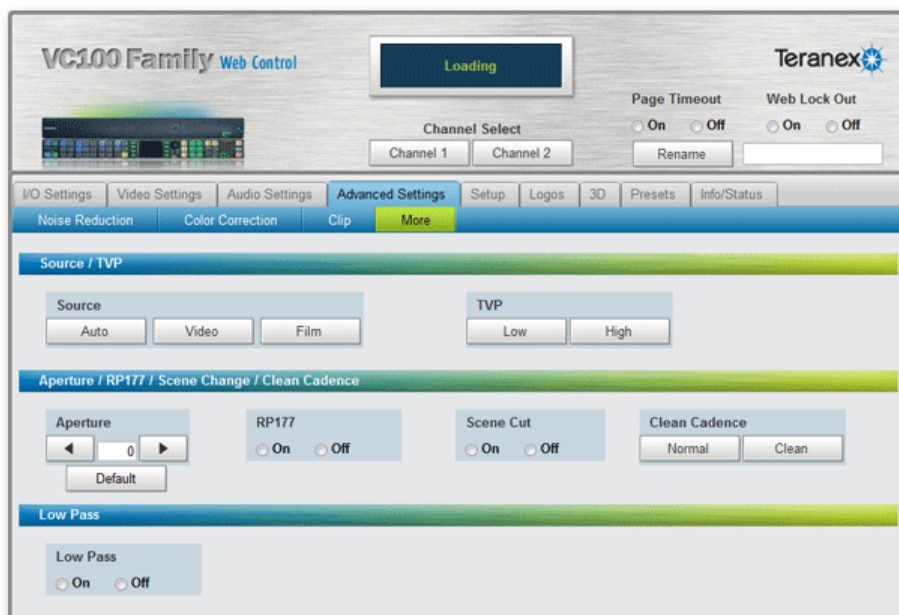 VC100 Family Web Control
Loading
Teranex
Page Timeout Web Lock Out
On Off On Off
Channel Select
Channel 1 Channel 2 Rename
I/O Settings Video Settings Audio Settings Advanced Settings Setup Logos 3D Presets Info/Status
Noise Reduction Color Correction Clip More
Source / TVP
Source TVP
Auto Video Film Low High
Aperture / RP177 / Scene Change / Clean Cadence
Aperture RP177 Scene Cut Clean Cadence
0 On Off On Off Normal Clean
Default
Low Pass
Low Pass
On Off